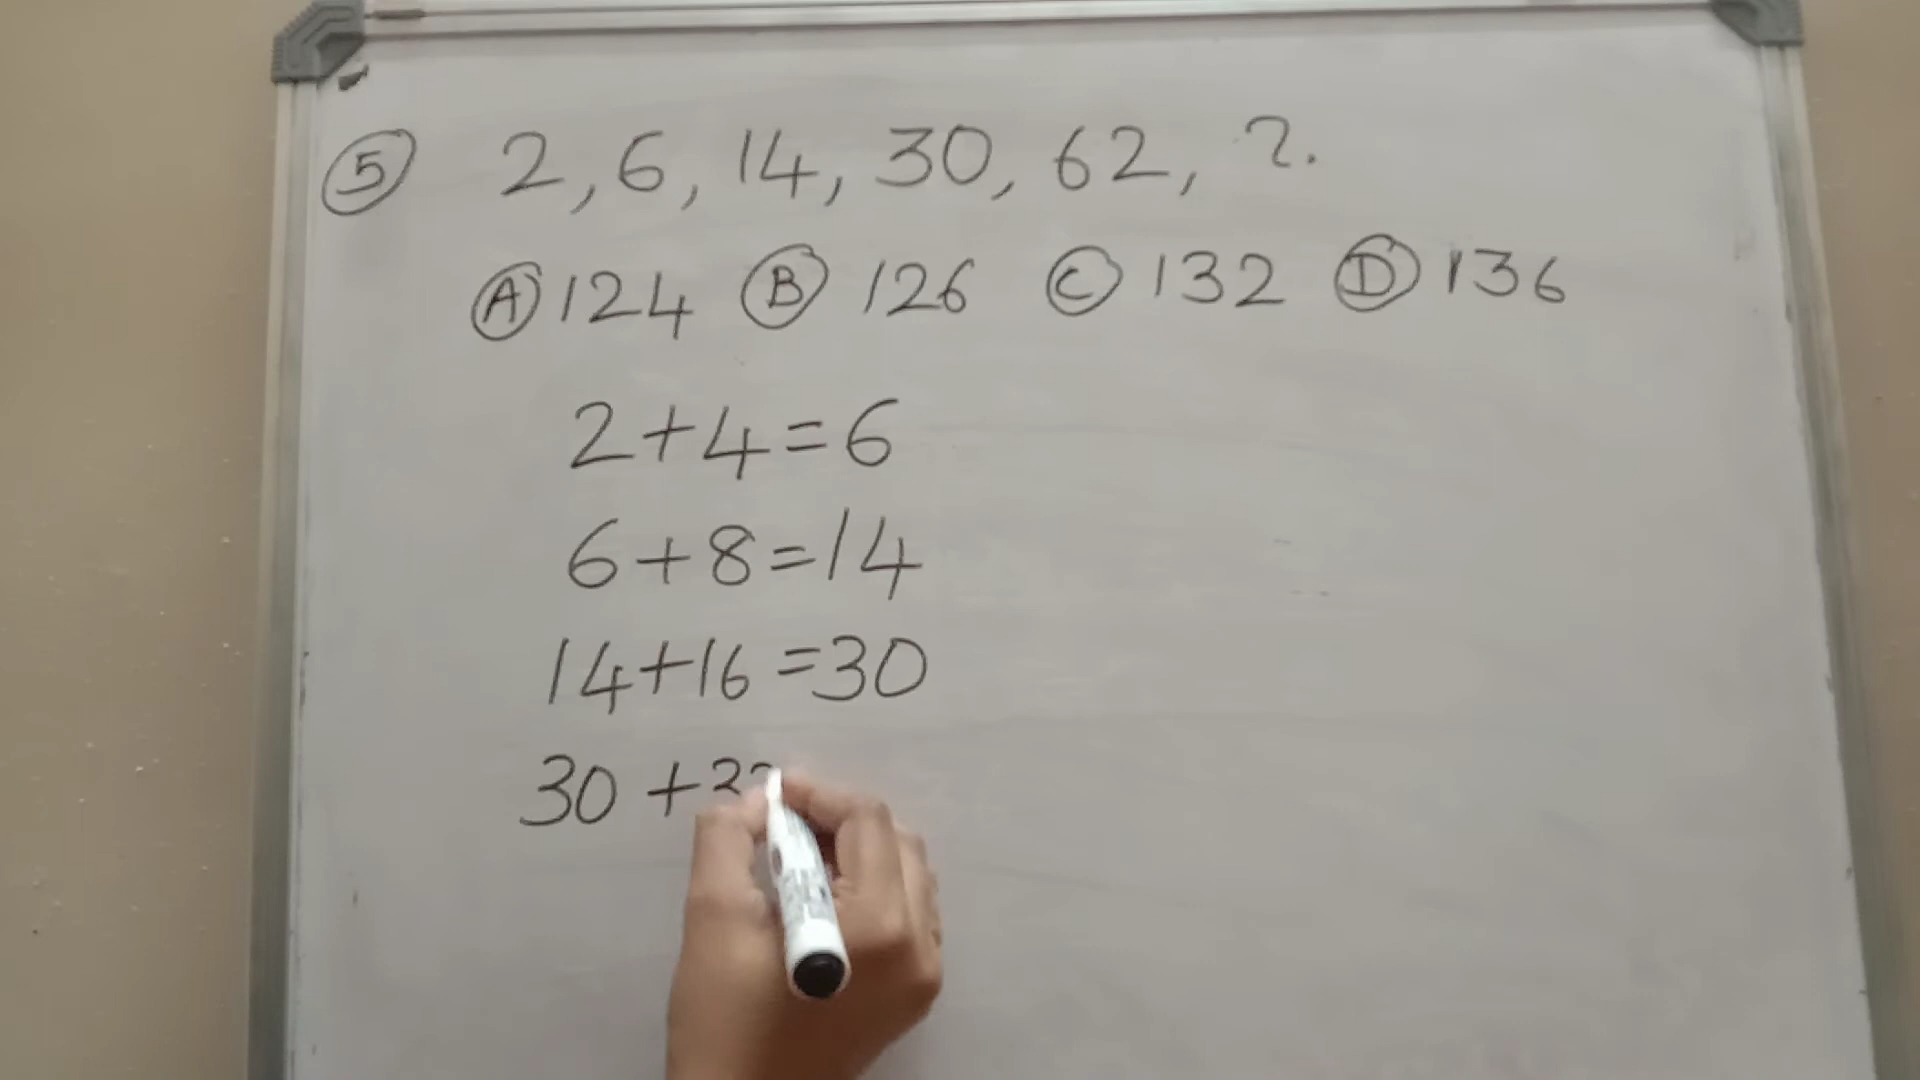 5 2, 6, 14, 30, 62, ?.
A 124 B 126 C 132 D 136
2+4=6
6+8=14
14+16=30
30+32